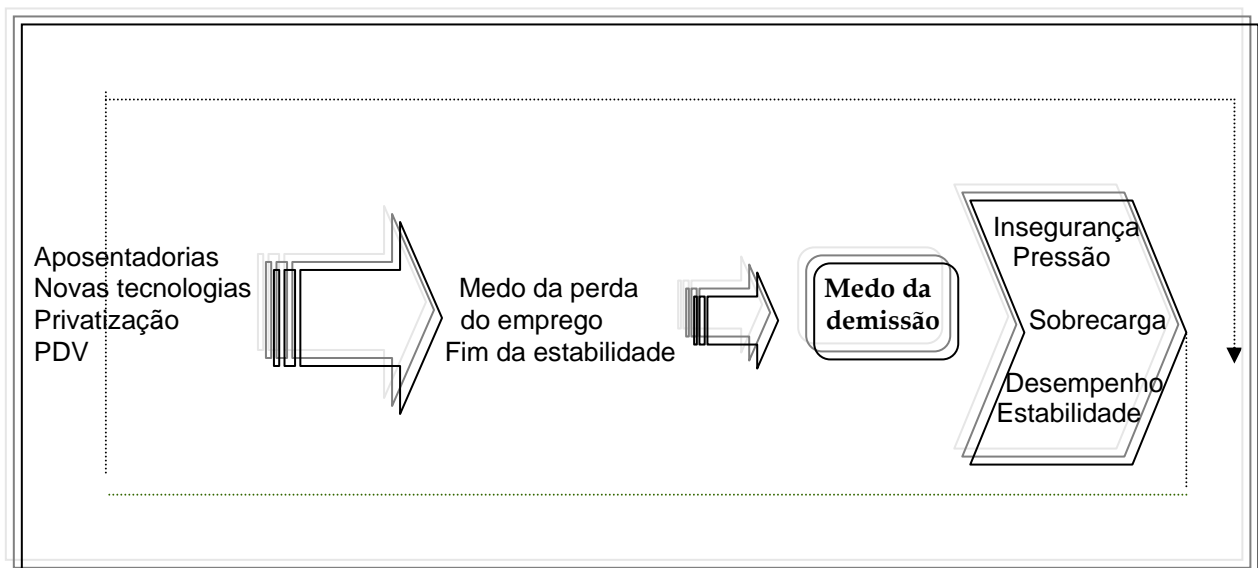 Aposentadorias
Novas tecnologias
Privatização
PDV
Medo da perda
do emprego
Fim da estabilidade
Medo da
demissão
Insegurança
Pressão
Sobrecarga
Desempenho
Estabilidade